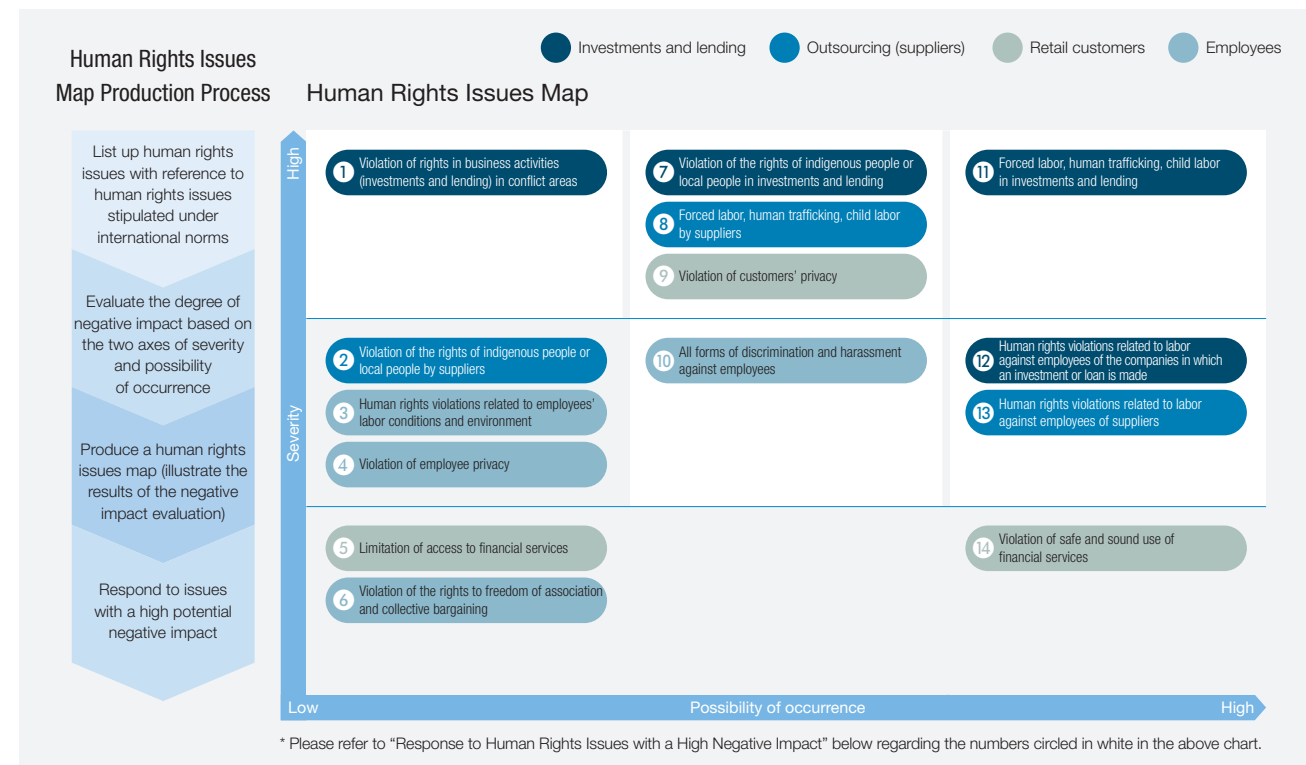 Human Rights Issues
Map Production Process
Investments and lending
Outsourcing (suppliers)
Retail customers
Employees
Human Rights Issues Map
List up human rights
issues with reference to
human rights issues
stipulated under
international norms
Evaluate the degree of
negative impact based on
the two axes of severity
and possibility
of occurrence
Produce a human rights
issues map (illustrate the
results of the negative
impact evaluation)
Respond to issues
with a high potential
negative impact
High
Severity
1 Violation of rights in business activities
(investments and lending) in conflict areas
7 Violation of the rights of indigenous people or
local people in investments and lending
8 Forced labor, human trafficking, child labor
by suppliers
9 Violation of customers' privacy
11 Forced labor, human trafficking, child labor
in investments and lending
2 Violation of the rights of indigenous people or
local people by suppliers
3 Human rights violations related to employees'
labor conditions and environment
4 Violation of employee privacy
10 All forms of discrimination and harassment
against employees
12 Human rights violations related to labor
against employees of the companies in which
an investment or loan is made
13 Human rights violations related to labor
against employees of suppliers
5 Limitation of access to financial services
6 Violation of the rights to freedom of association
and collective bargaining
14 Violation of safe and sound use of
financial services
Low
Possibility of occurrence
High
* Please refer to “Response to Human Rights Issues with a High Negative Impact” below regarding the numbers circled in white in the above chart.